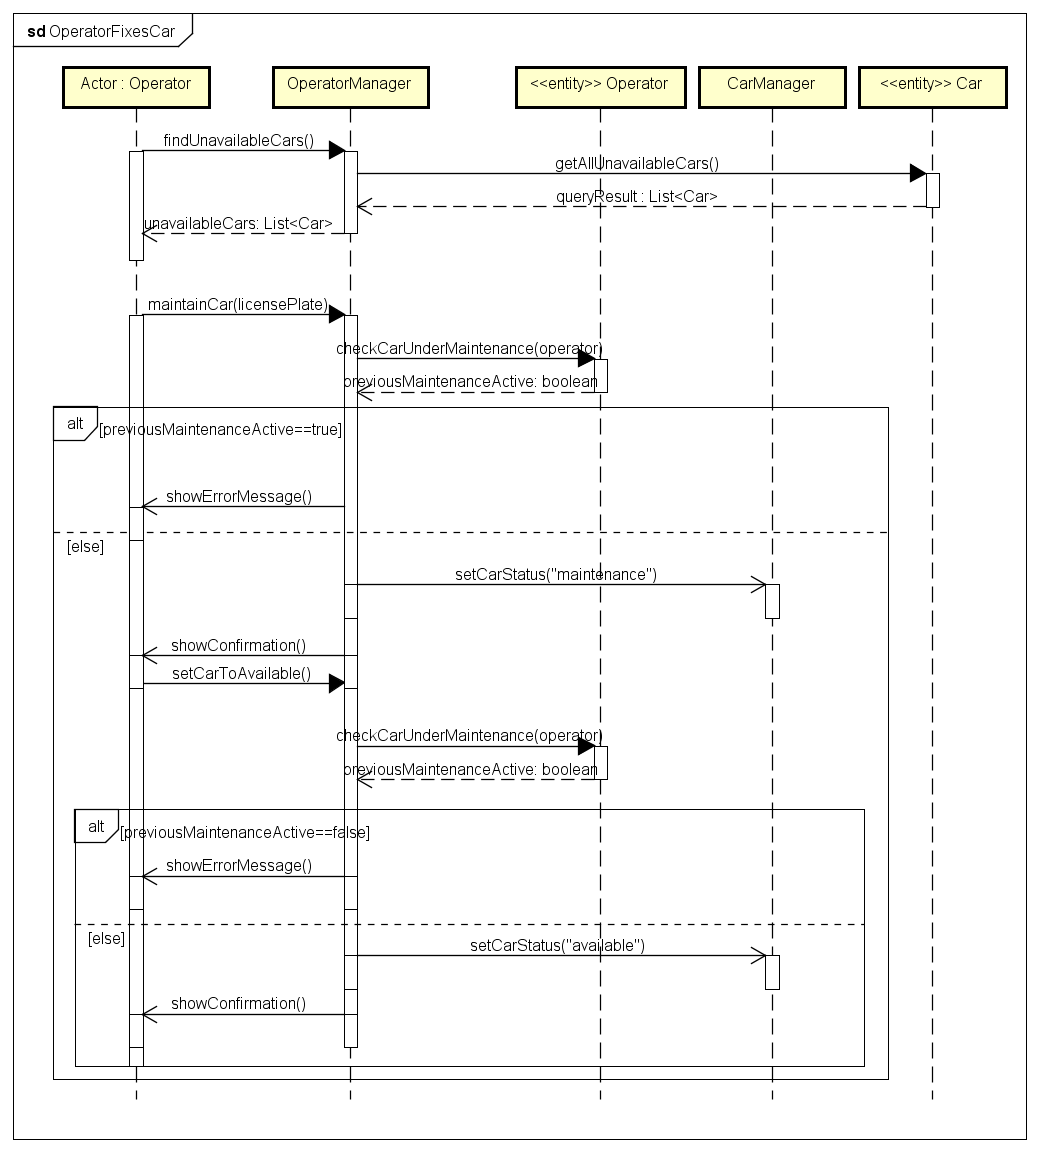 sd OperatorFixesCar
Actor : Operator
OperatorManager
<<entity>> Operator
CarManager
<<entity>> Car
findUnavailableCars()
getAllUnavailableCars()
queryResult : List<Car>
unavailableCars: List<Car>
maintainCar(licensePlate)
checkCarUnderMaintenance(operator)
previousMaintenanceActive: boolean
alt
[previousMaintenanceActive==true]
showErrorMessage()
[else]
setCarStatus("maintenance")
showConfirmation()
setCarToAvailable()
checkCarUnderMaintenance(operator)
previousMaintenanceActive: boolean
alt
[previousMaintenanceActive==false]
showErrorMessage()
[else]
setCarStatus("available")
showConfirmation()